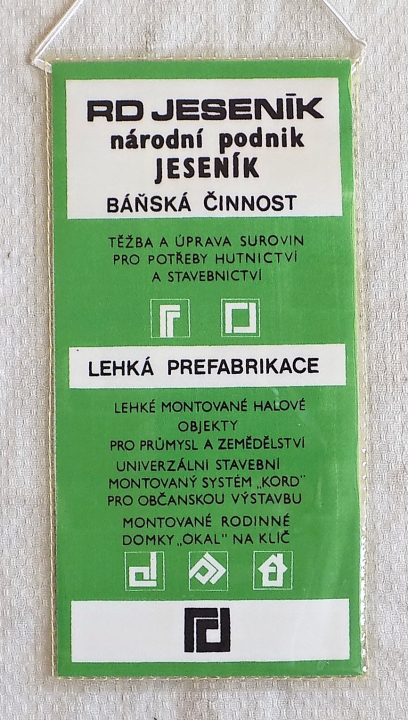 RD JESENÍK
národní podnik
JESENÍK
BÁŇSKÁ ČINNOST
TĚŽBA A ÚPRAVA SUROVIN
PRO POTŘEBY HUTNICTVÍ
A STAVEBNICTVÍ
LEHKÁ PREFABRIKACE
LEHKÉ MONTOVANÉ HALOVÉ
OBJEKTY
PRO PRŮMYSL A ZEMĚDĚLSTVÍ
UNIVERZÁLNI STAVEBNÍ
MONTOVANÝ SYSTÉM „KORD"
PRO OBČANSKOU VÝSTAVBU
MONTOVANÉ RODINNÉ
DOMKY „OKAL" NA KLÍČ